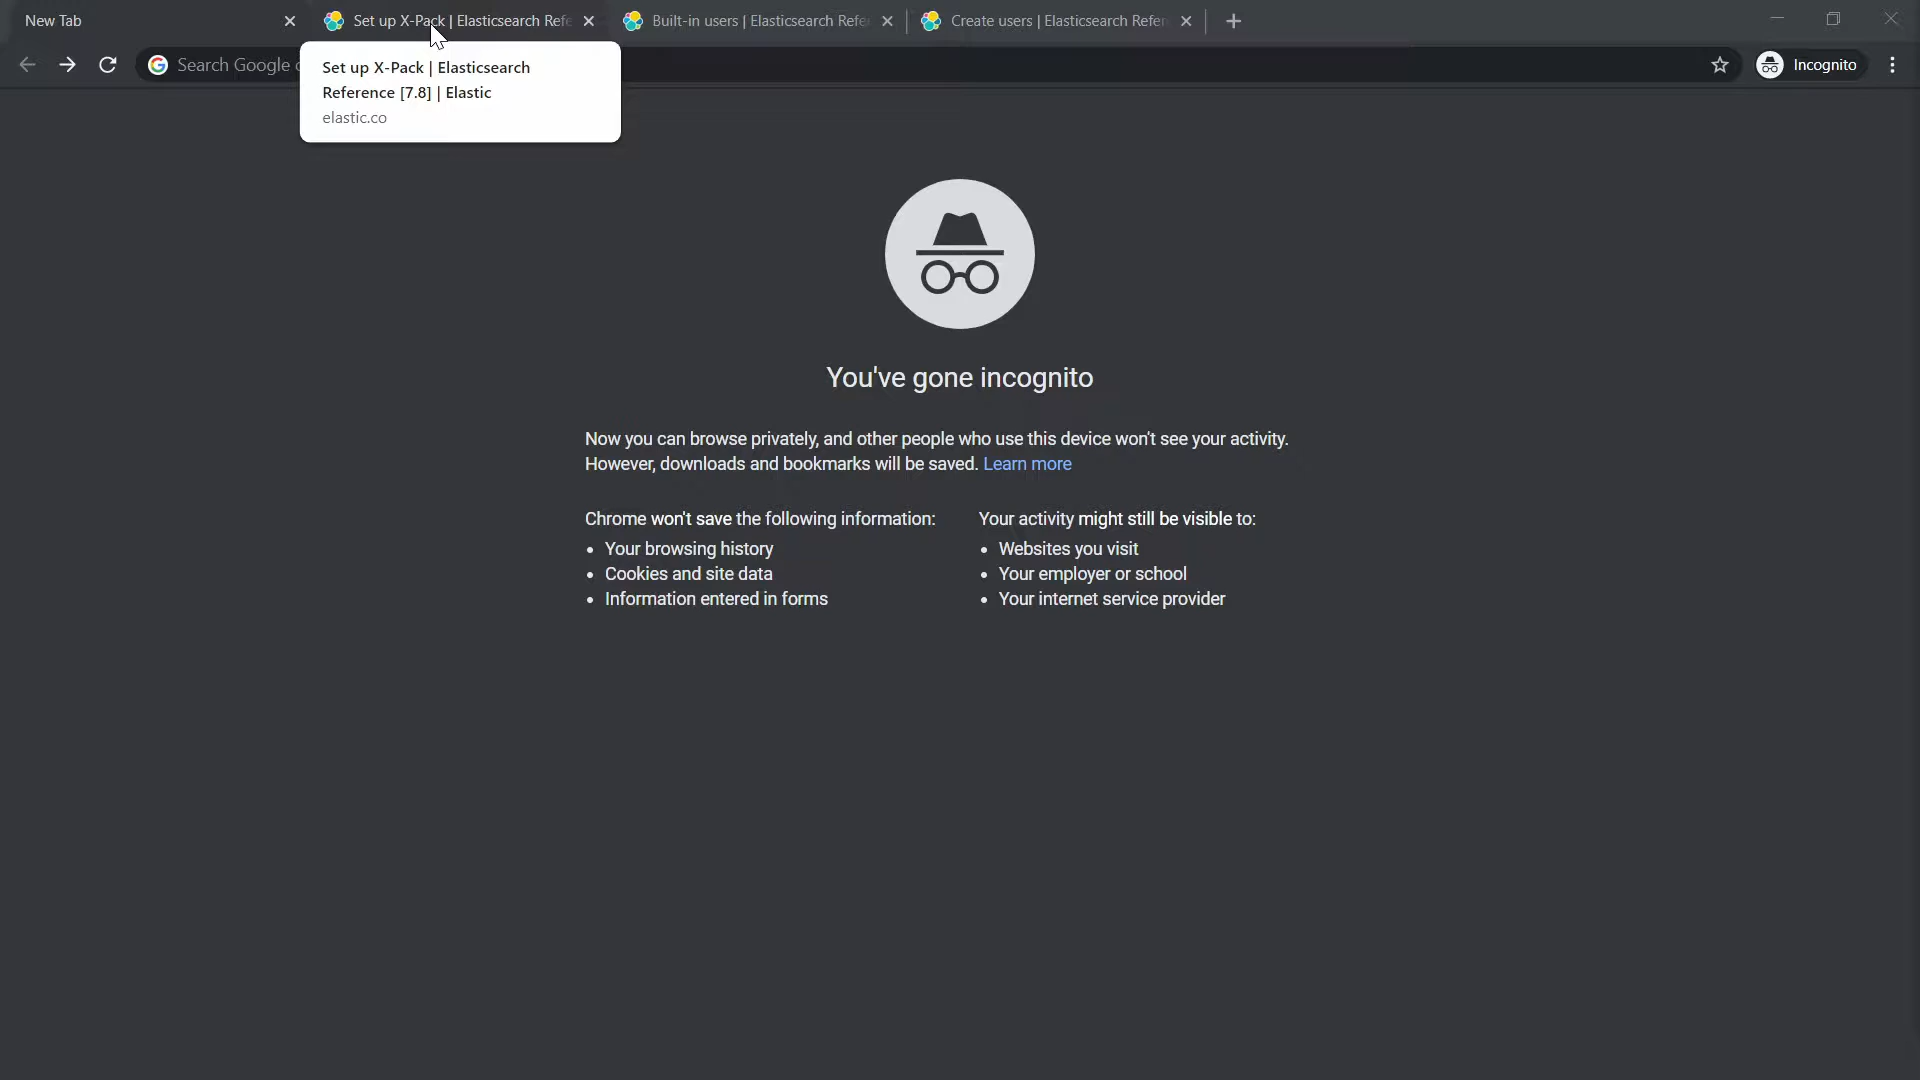 New Tab
Set up X-Pack | Elasticsearch Refe
Built-in users | Elasticsearch Refe
Create users | Elasticsearch Refer
Search Google
Incognito
Set up X-Pack | Elasticsearch
Reference [7.8] | Elastic
elastic.co
You've gone incognito
Now you can browse privately, and other people who use this device won't see your activity.
However, downloads and bookmarks will be saved. Learn more
Chrome won't save the following information:
• Your browsing history
• Cookies and site data
• Information entered in forms
Your activity might still be visible to:
• Websites you visit
• Your employer or school
• Your internet service provider